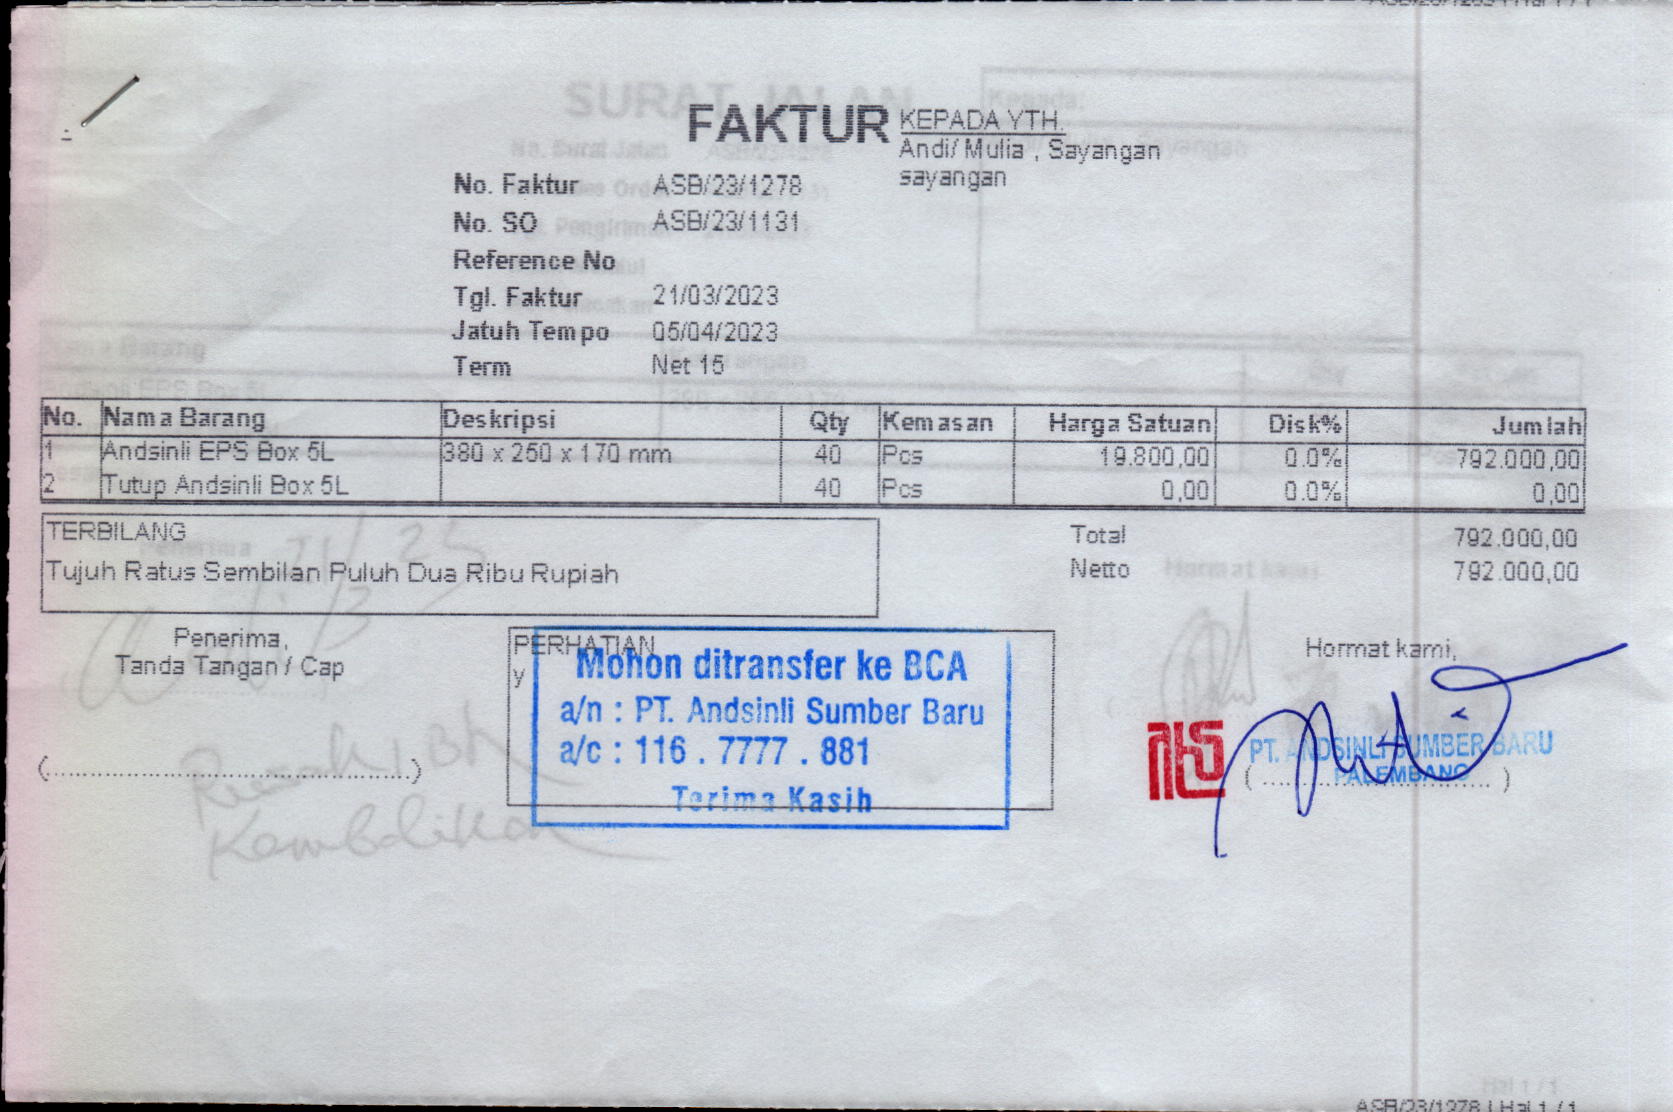 FAKTUR
KEPADA YTH.
Andi/ Mulia , Sayangan
sayangan
No. Faktur ASB/23/1278
No. SO ASB/23/1131
Reference No
Tgl. Faktur 21/03/2023
Jatuh Tempo 05/04/2023
Term Net 15
No. Nama Barang Deskripsi Qty Kemasan Harga Satuan Disk% Jumlah
1 Andsinli EPS Box 5L 380 x 250 x 170 mm 40 Pcs 19.800,00 0.0% 792.000,00
2 Tutup Andsinli Box 5L 40 Pcs 0,00 0.0% 0,00
TERBILANG
Tujuh Ratus Sembilan Puluh Dua Ribu Rupiah
Total 792.000,00
Netto 792.000,00
Penerima,
Tanda Tangan / Cap
(......................................................)
PERHATIAN
y
Mohon ditransfer ke BCA
a/n : PT. Andsinli Sumber Baru
a/c : 116 . 7777 . 881
Terima Kasih
Hormat kami,
PT. ANDSINLI SUMBER BARU
PALEMBANG
(..................................)
ASB/23/1278 | Hal 1 / 1